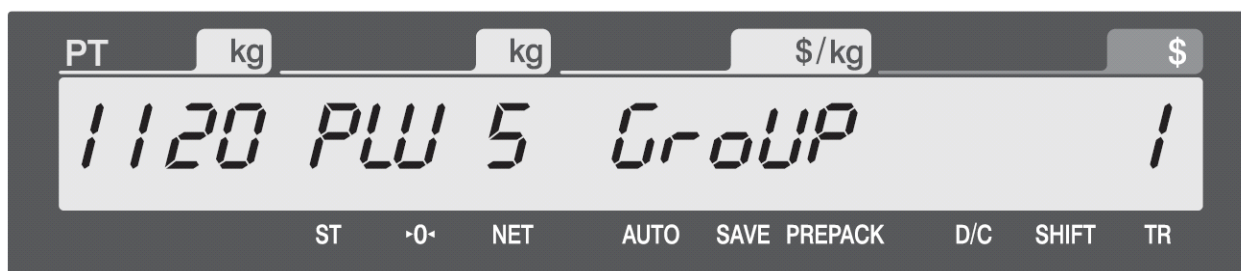 PT kg kg $/kg $
1120 PLU 5 GroUP 1
ST ▸0◂ NET AUTO SAVE PREPACK D/C SHIFT TR